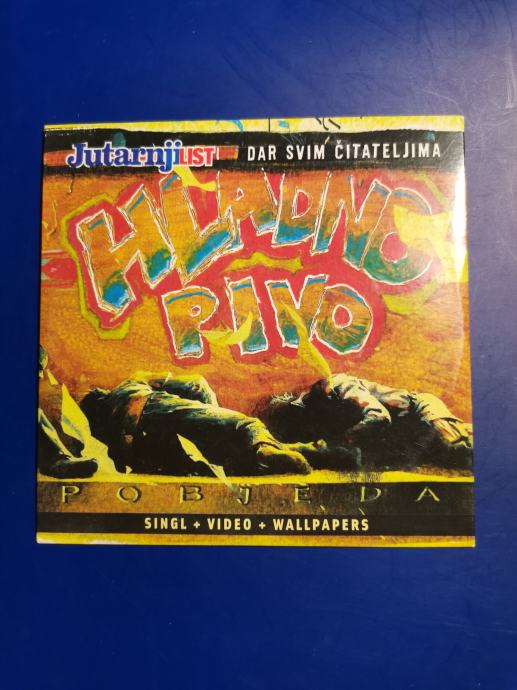 JutarnjiLIST DAR SVIM ČITATELJIMA
HLADNO
PIVO
POBJEDA
SINGL + VIDEO + WALLPAPERS